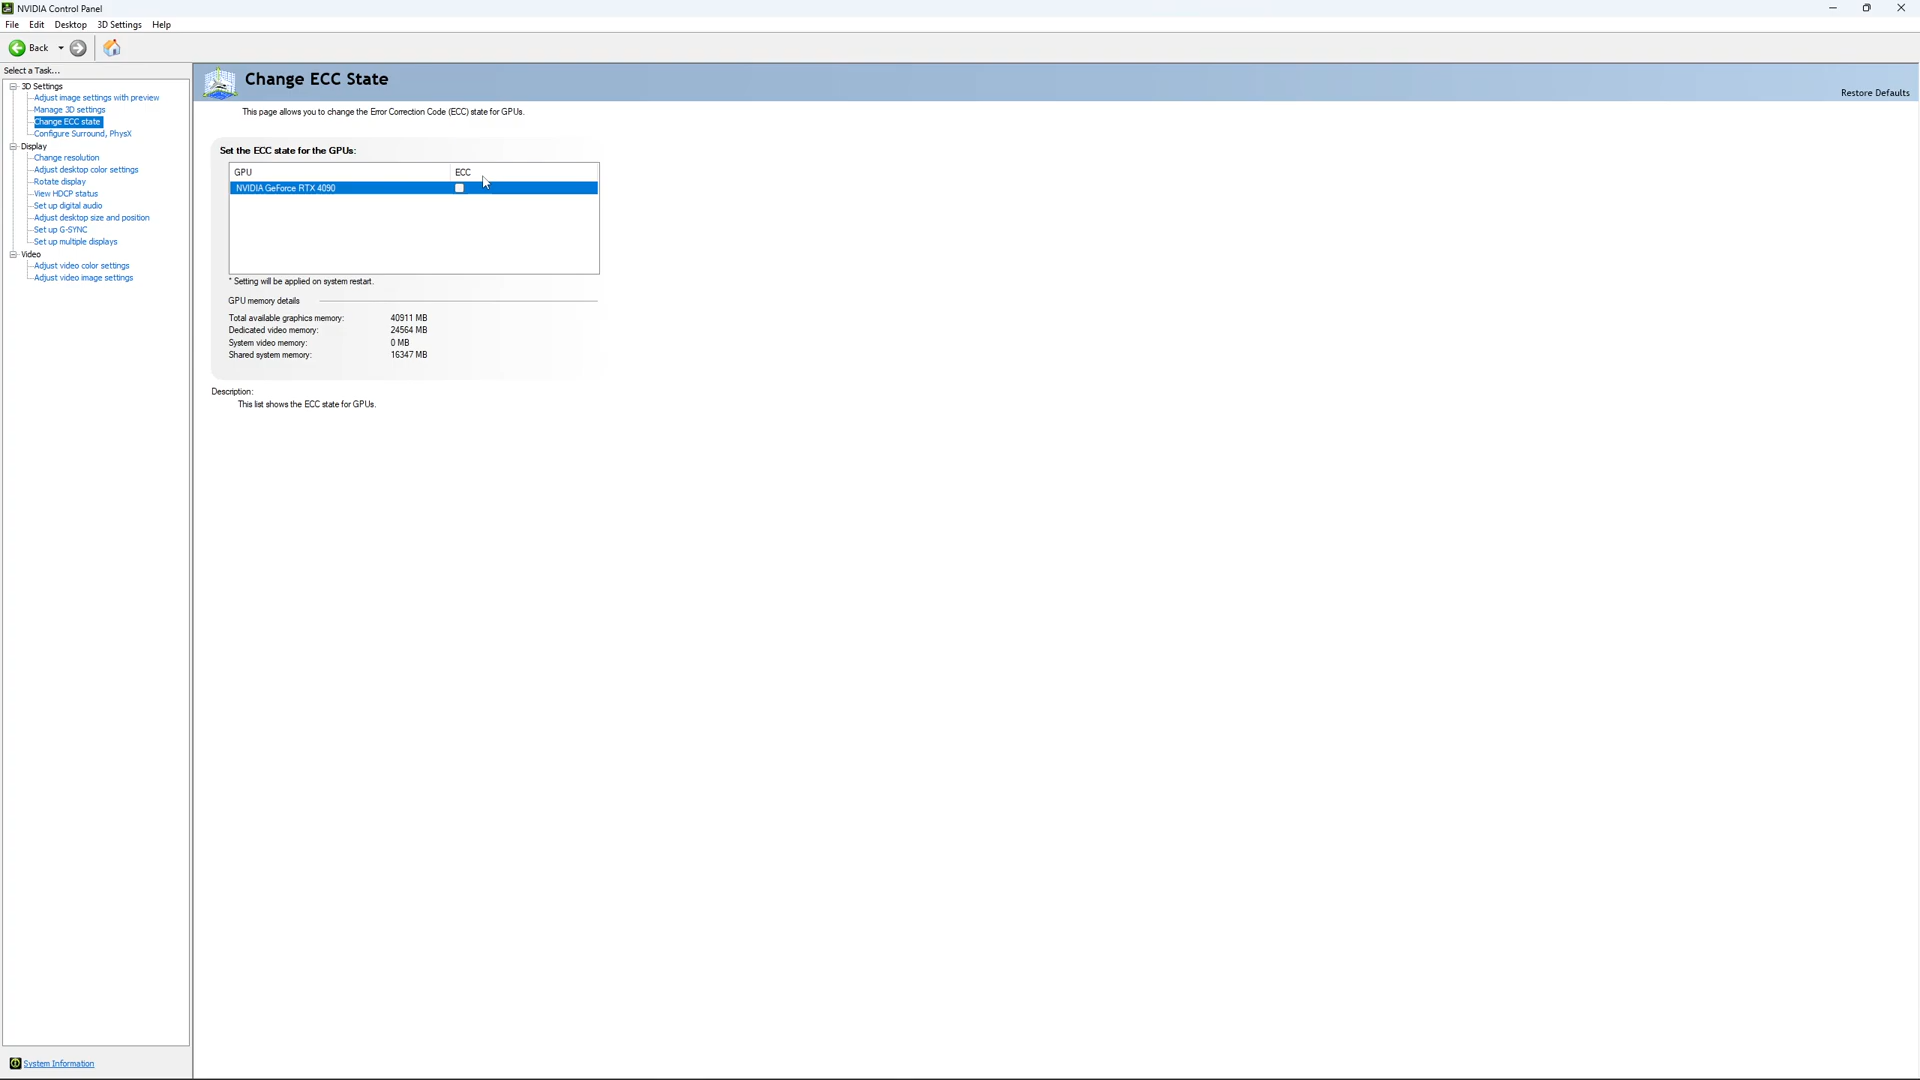 NVIDIA Control Panel
File Edit Desktop 3D Settings Help
Back
Select a Task...
3D Settings
Adjust image settings with preview
Manage 3D settings
Change ECC state
Configure Surround, PhysX
Display
Change resolution
Adjust desktop color settings
Rotate display
View HDCP status
Set up digital audio
Adjust desktop size and position
Set up G-SYNC
Set up multiple displays
Video
Adjust video color settings
Adjust video image settings
System Information
Change ECC State
Restore Defaults
This page allows you to change the Error Correction Code (ECC) state for GPUs.
Set the ECC state for the GPUs:
GPU ECC
NVIDIA GeForce RTX 4090
* Setting will be applied on system restart.
GPU memory details
Total available graphics memory: 40911 MB
Dedicated video memory: 24564 MB
System video memory: 0 MB
Shared system memory: 16347 MB
Description:
This list shows the ECC state for GPUs.